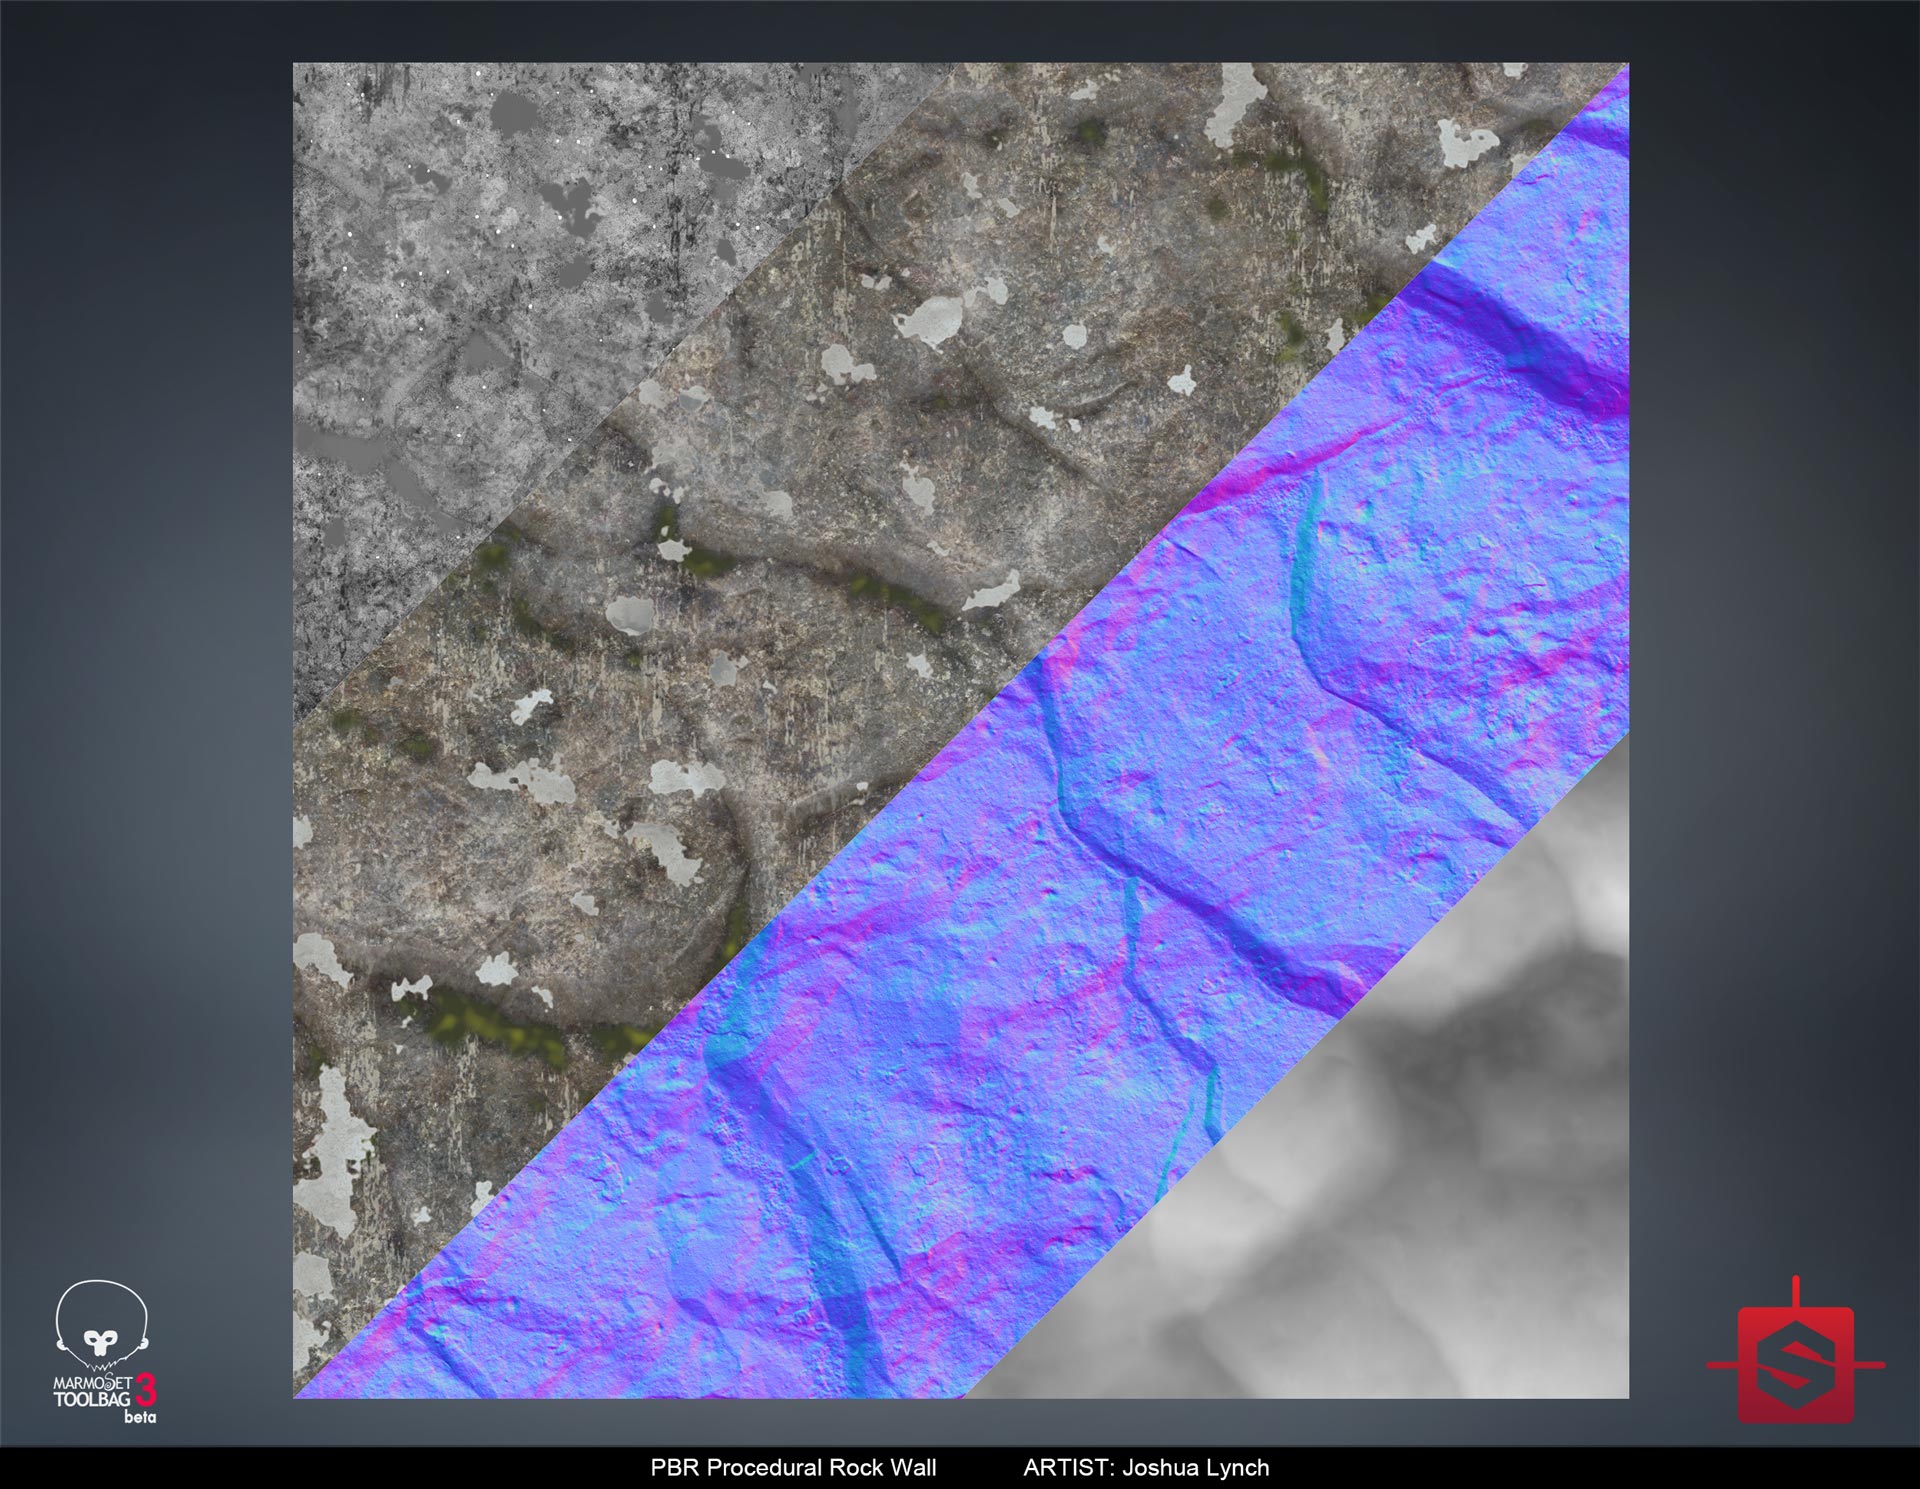 MARMOSET
TOOLBAG 3
beta
PBR Procedural Rock Wall
ARTIST: Joshua Lynch